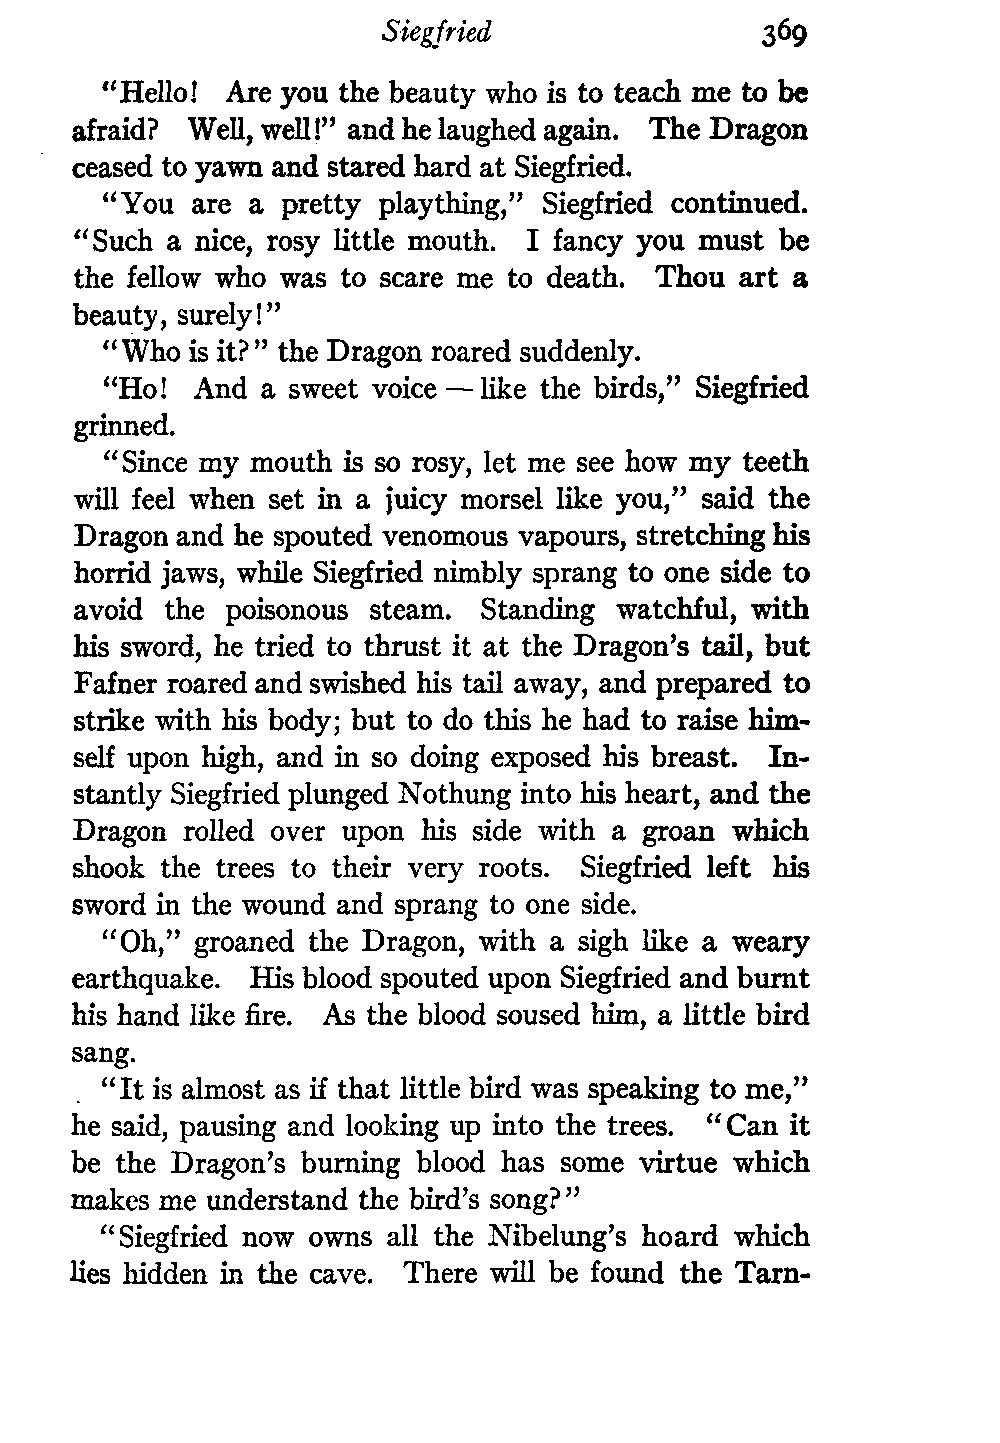 Siegfried 369
"Hello! Are you the beauty who is to teach me to be
afraid? Well, well!" and he laughed again. The Dragon
ceased to yawn and stared hard at Siegfried.
"You are a pretty plaything," Siegfried continued.
"Such a nice, rosy little mouth. I fancy you must be
the fellow who was to scare me to death. Thou art a
beauty, surely!"
"Who is it?" the Dragon roared suddenly.
"Ho! And a sweet voice — like the birds," Siegfried
grinned.
"Since my mouth is so rosy, let me see how my teeth
will feel when set in a juicy morsel like you," said the
Dragon and he spouted venomous vapours, stretching his
horrid jaws, while Siegfried nimbly sprang to one side to
avoid the poisonous steam. Standing watchful, with
his sword, he tried to thrust it at the Dragon's tail, but
Fafner roared and swished his tail away, and prepared to
strike with his body; but to do this he had to raise him-
self upon high, and in so doing exposed his breast. In-
stantly Siegfried plunged Nothung into his heart, and the
Dragon rolled over upon his side with a groan which
shook the trees to their very roots. Siegfried left his
sword in the wound and sprang to one side.
"Oh," groaned the Dragon, with a sigh like a weary
earthquake. His blood spouted upon Siegfried and burnt
his hand like fire. As the blood soused him, a little bird
sang.
"It is almost as if that little bird was speaking to me,"
he said, pausing and looking up into the trees. "Can it
be the Dragon's burning blood has some virtue which
makes me understand the bird's song?"
"Siegfried now owns all the Nibelung's hoard which
lies hidden in the cave. There will be found the Tarn-